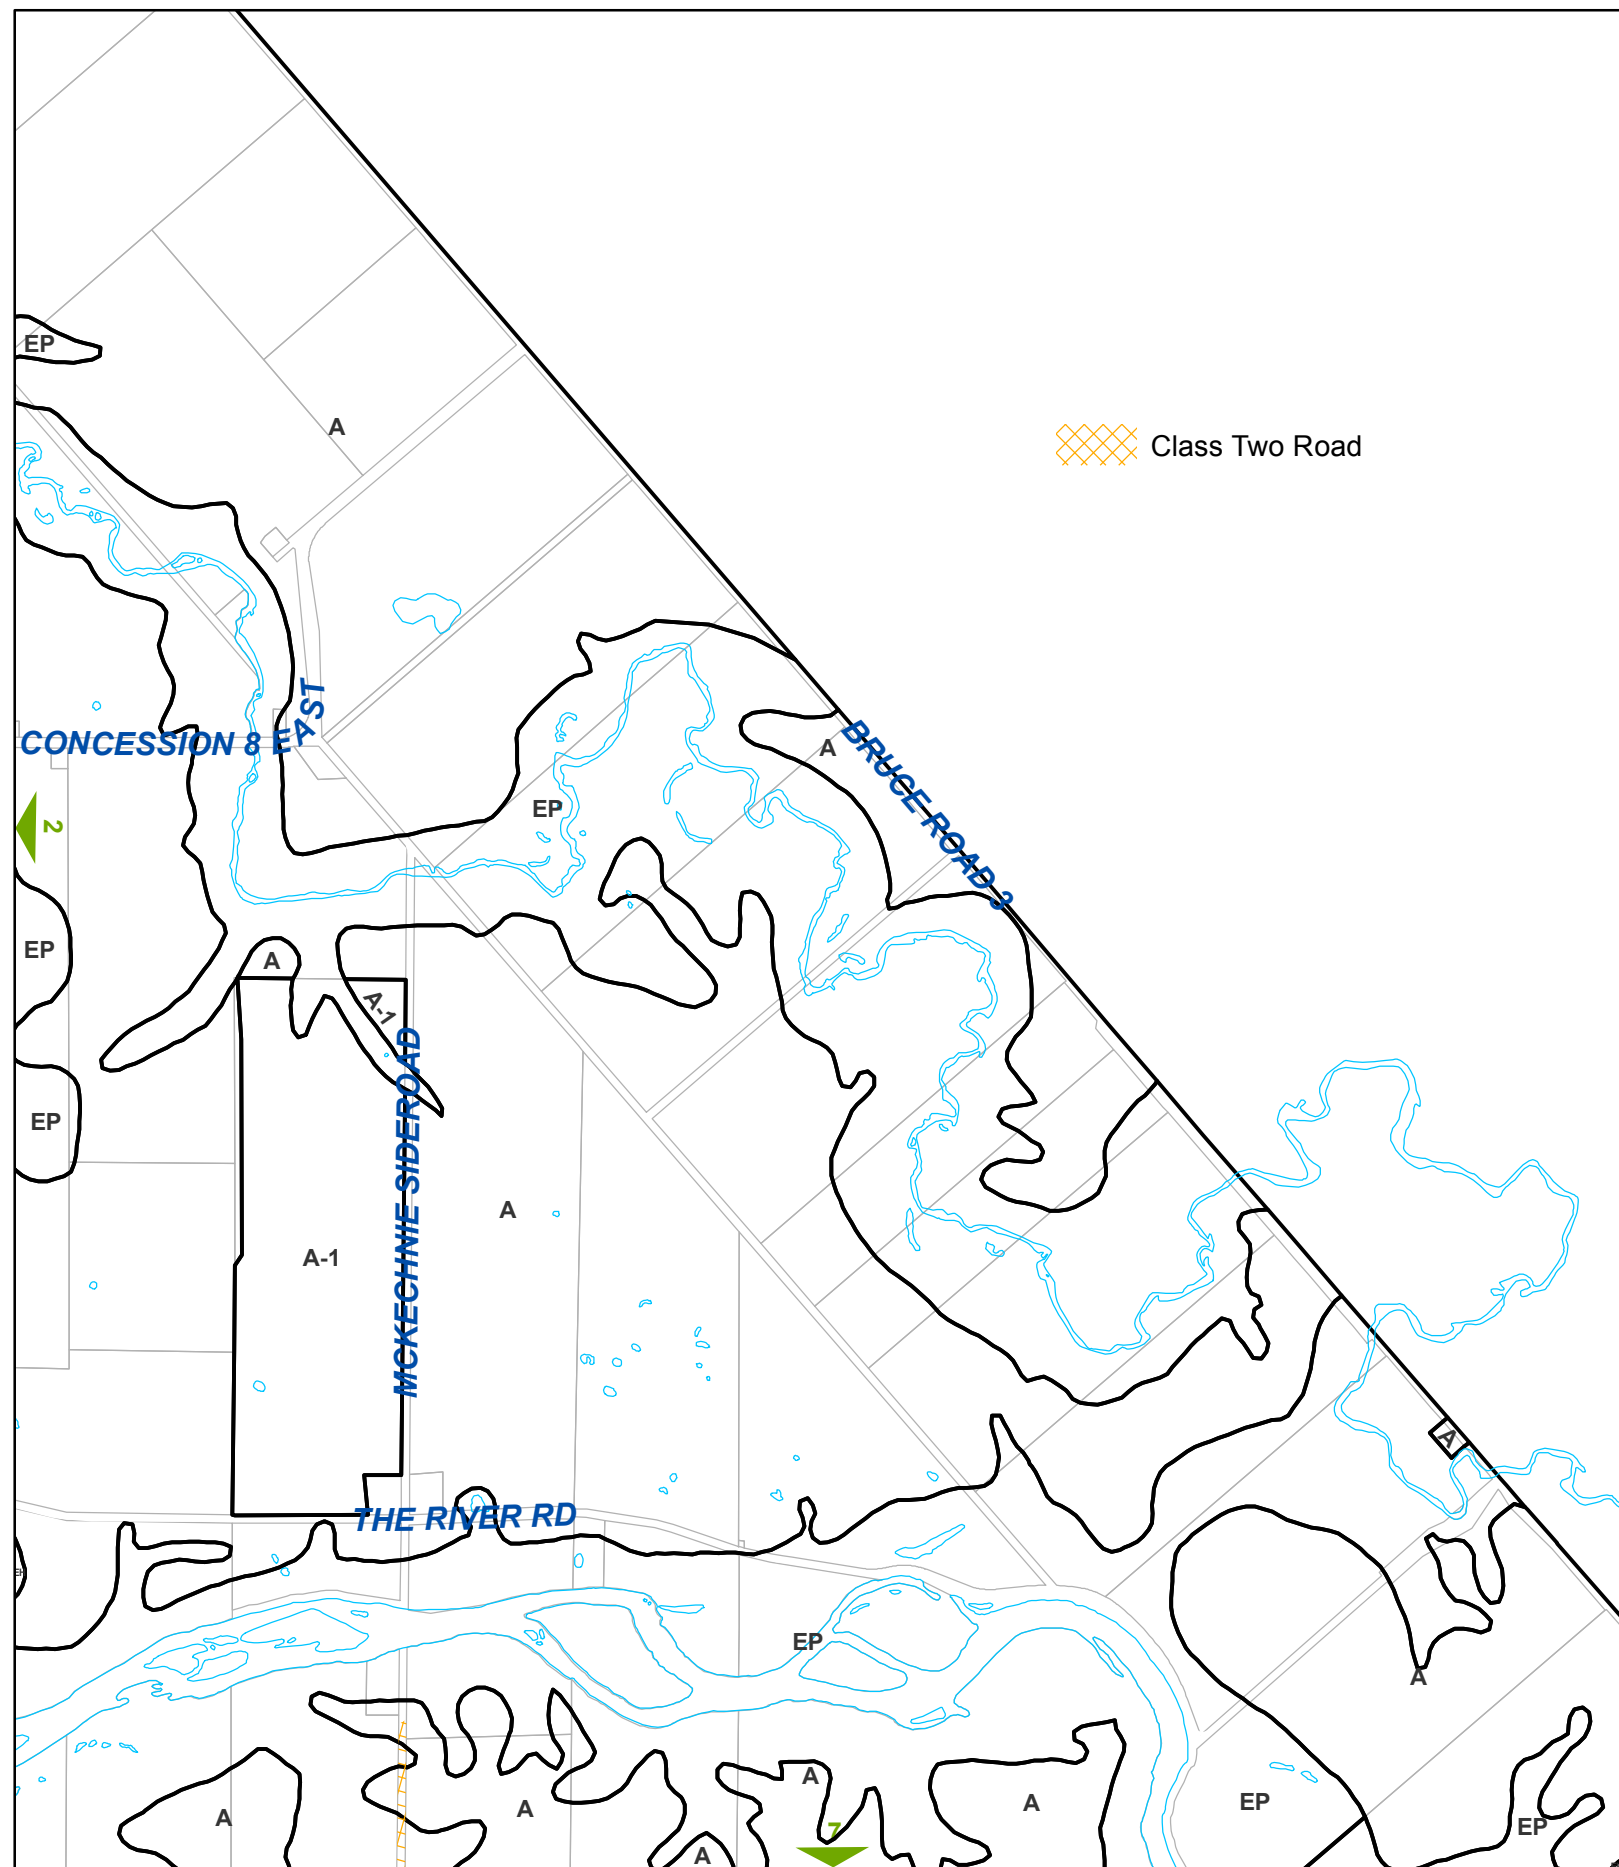 EP
A
Class Two Road
CONCESSION 8 EAST
BRUCE ROAD 3
A
EP
2
EP
A
A-1
MCKECHNIE SIDEROAD
EP
A
A-1
A
THE RIVER RD
EP
A
A
A
EP
A
A
EP
7
A